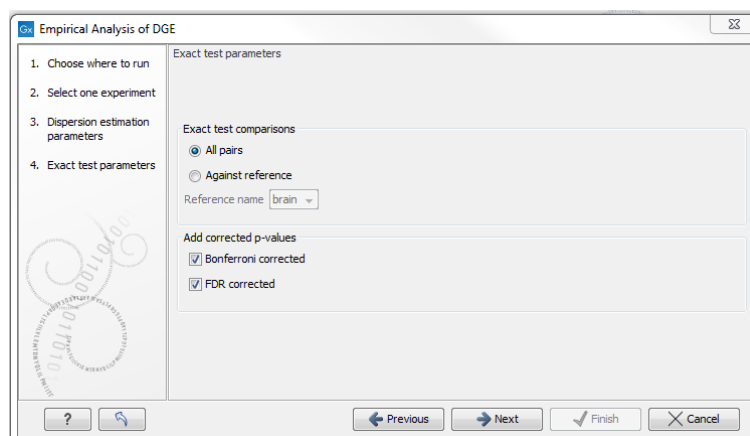 Gx Empirical Analysis of DGE
1. Choose where to run
2. Select one experiment
3. Dispersion estimation
parameters
4. Exact test parameters
Exact test parameters
Exact test comparisons
All pairs
Against reference
Reference name brain
Add corrected p-values
Bonferroni corrected
FDR corrected
? Previous Next Finish Cancel